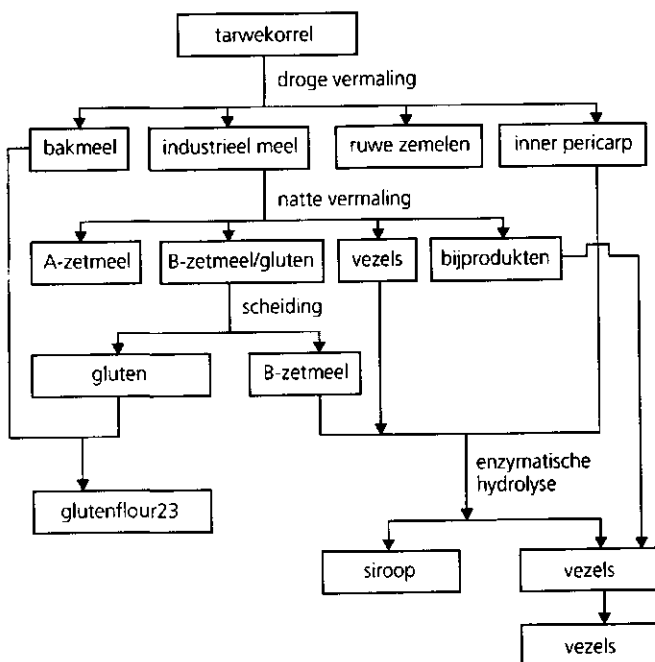 tarwekorrel
droge vermaling
bakmeel
industrieel meel
ruwe zemelen
inner pericarp
natte vermaling
A-zetmeel
B-zetmeel/gluten
vezels
bijprodukten
scheiding
gluten
B-zetmeel
enzymatische
hydrolyse
glutenflour23
siroop
vezels
vezels